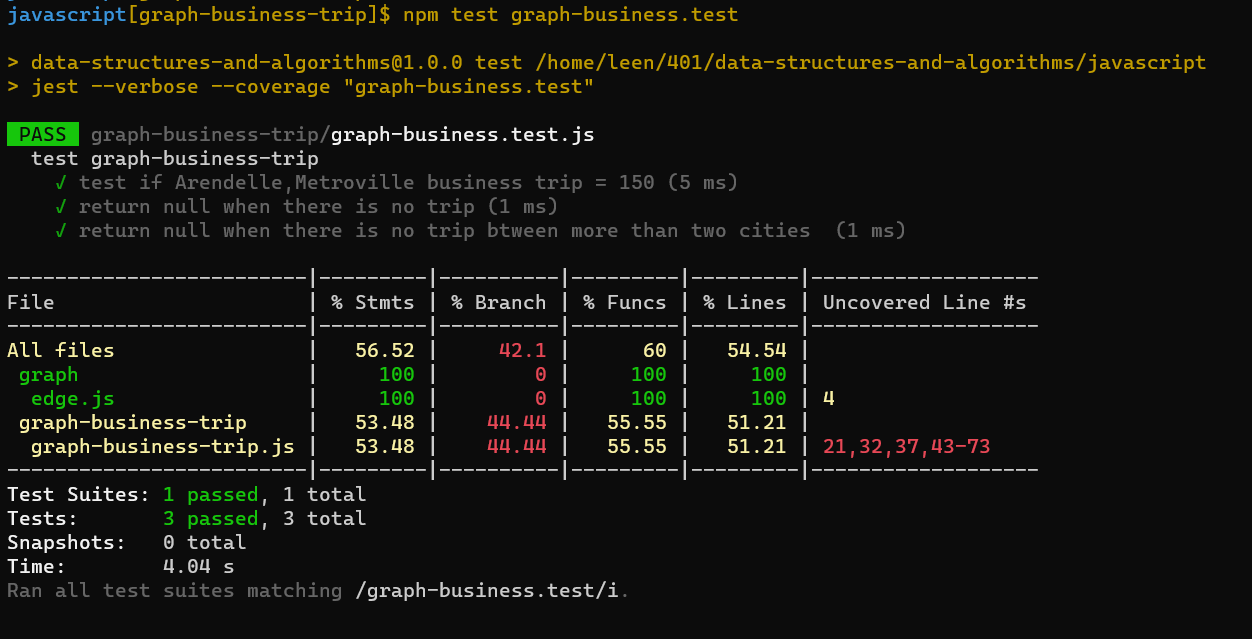 javascript[graph-business-trip]$ npm test graph-business.test
> data-structures-and-algorithms@1.0.0 test /home/leen/401/data-structures-and-algorithms/javascript
> jest --verbose --coverage "graph-business.test"
PASS graph-business-trip/graph-business.test.js
test graph-business-trip
√ test if Arendelle,Metroville business trip = 150 (5 ms)
√ return null when there is no trip (1 ms)
√ return null when there is no trip btween more than two cities (1 ms)
-------------------------|---------|----------|---------|---------|-------------------
File | % Stmts | % Branch | % Funcs | % Lines | Uncovered Line #s
-------------------------|---------|----------|---------|---------|-------------------
All files | 56.52 | 42.1 | 60 | 54.54 |
graph | 100 | 0 | 100 | 100 |
edge.js | 100 | 0 | 100 | 100 | 4
graph-business-trip | 53.48 | 44.44 | 55.55 | 51.21 |
graph-business-trip.js | 53.48 | 44.44 | 55.55 | 51.21 | 21,32,37,43-73
-------------------------|---------|----------|---------|---------|-------------------
Test Suites: 1 passed, 1 total
Tests: 3 passed, 3 total
Snapshots: 0 total
Time: 4.04 s
Ran all test suites matching /graph-business.test/i.